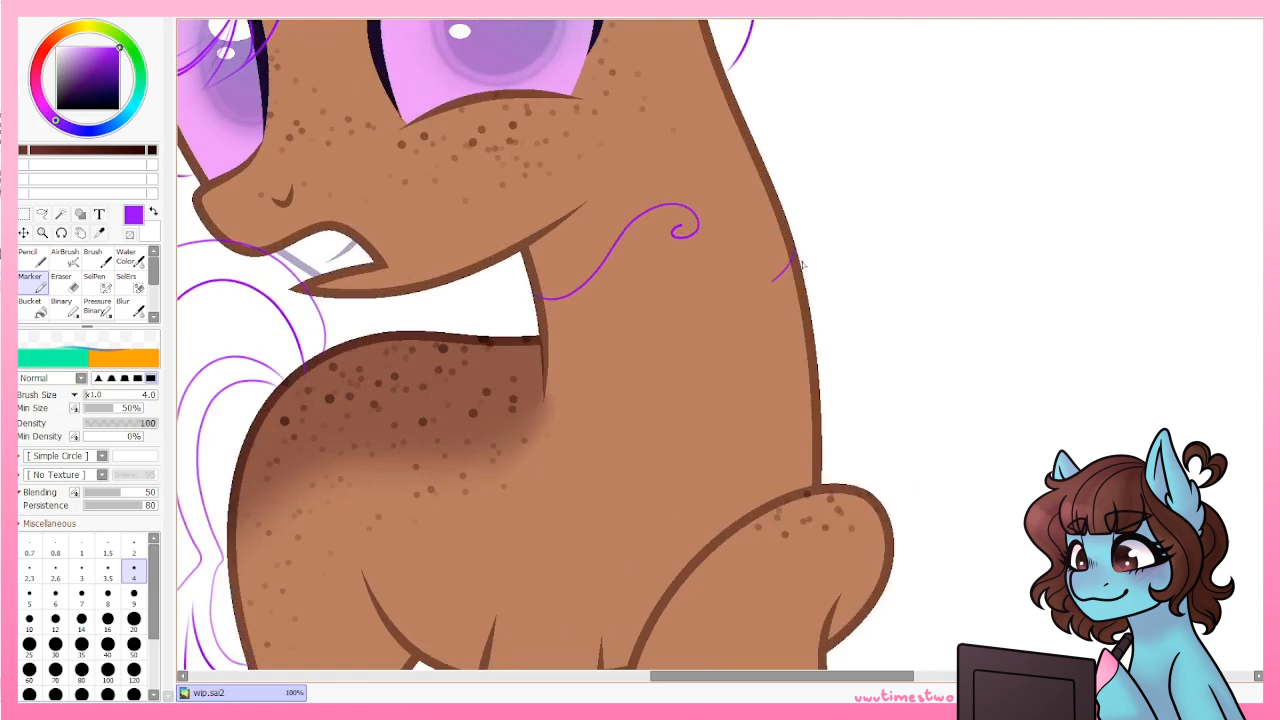 T
Pencil AirBrush Brush Water Color
Marker Eraser SelPen SelErs
Bucket Binary Pressure Binary Blur
Normal
Brush Size x1.0 4.0
Min Size 50%
Density 100
Min Density 0%
[ Simple Circle ]
[ No Texture ]
Blending 50
Persistence 80
Miscellaneous
0.7 0.8 1 1.5 2
2.3 2.6 3 3.5 4
5 6 7 8 9
10 12 14 16 20
25 30 35 40 50
60 70 80 100 120
wip.sai2 100%
uwutimestwo